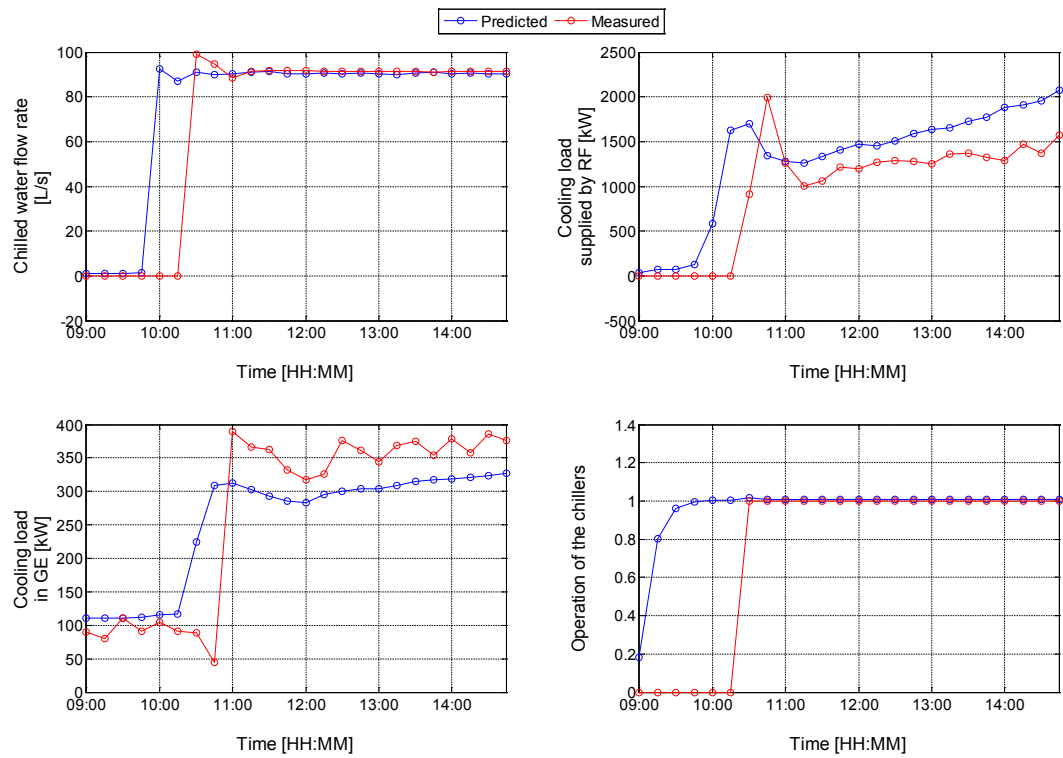 Predicted Measured
Chilled water flow rate
[L/s]
100
80
60
40
20
0
-20
09:00 10:00 11:00 12:00 13:00 14:00
Time [HH:MM]
Cooling load
supplied by RF [kW]
2500
2000
1500
1000
500
0
-500
09:00 10:00 11:00 12:00 13:00 14:00
Time [HH:MM]
Cooling load
in GE [kW]
400
350
300
250
200
150
100
50
0
09:00 10:00 11:00 12:00 13:00 14:00
Time [HH:MM]
Operation of the chillers
1.4
1.2
1
0.8
0.6
0.4
0.2
0
09:00 10:00 11:00 12:00 13:00 14:00
Time [HH:MM]